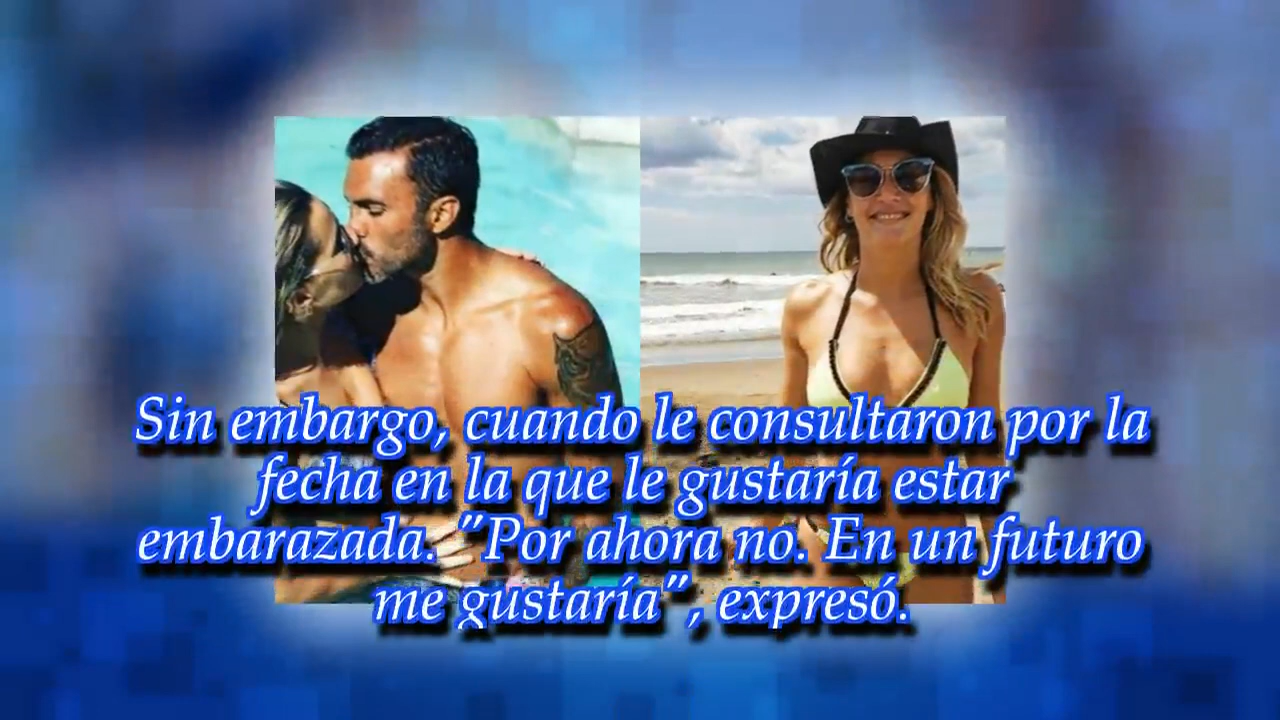 Sin embargo, cuando le consultaron por la
fecha en la que le gustaría estar
embarazada. "Por ahora no. En un futuro
me gustaría", expresó.